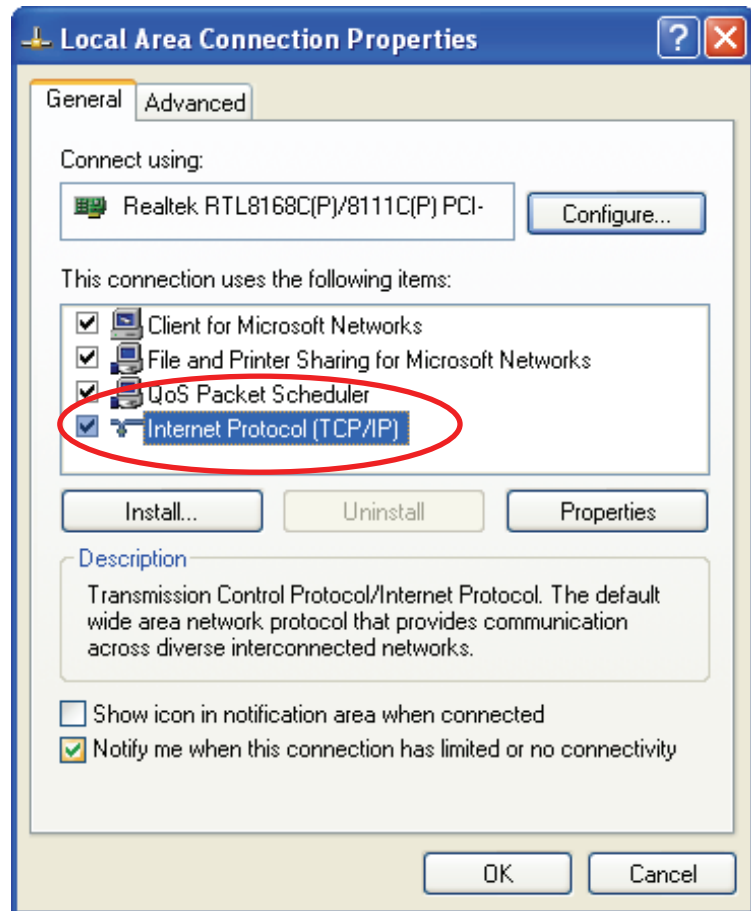 Local Area Connection Properties
General
Advanced
Connect using:
Realtek RTL8168C(P)/8111C(P) PCI-
Configure...
This connection uses the following items:
Client for Microsoft Networks
File and Printer Sharing for Microsoft Networks
QoS Packet Scheduler
Internet Protocol (TCP/IP)
Install...
Uninstall
Properties
Description
Transmission Control Protocol/Internet Protocol. The default
wide area network protocol that provides communication
across diverse interconnected networks.
Show icon in notification area when connected
Notify me when this connection has limited or no connectivity
OK
Cancel